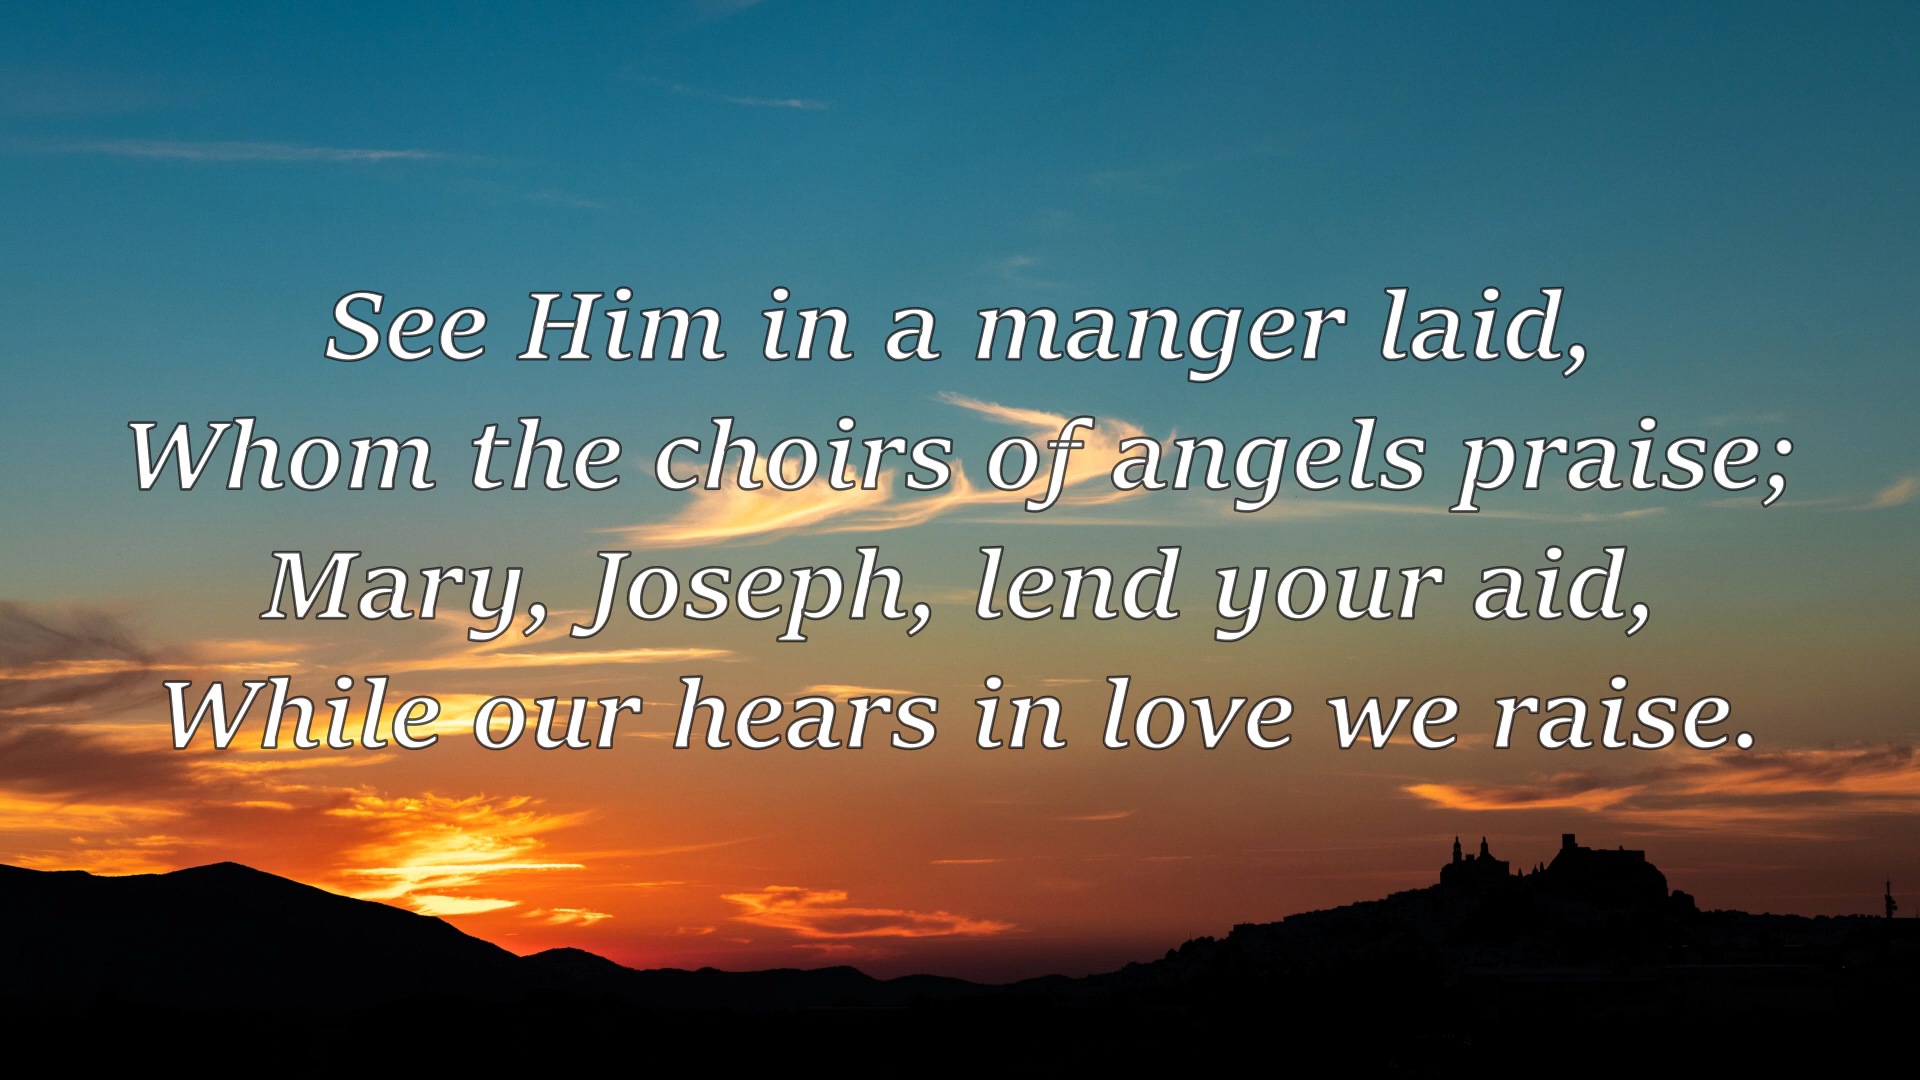 See Him in a manger laid,
Whom the choirs of angels praise;
Mary, Joseph, lend your aid,
While our hears in love we raise.